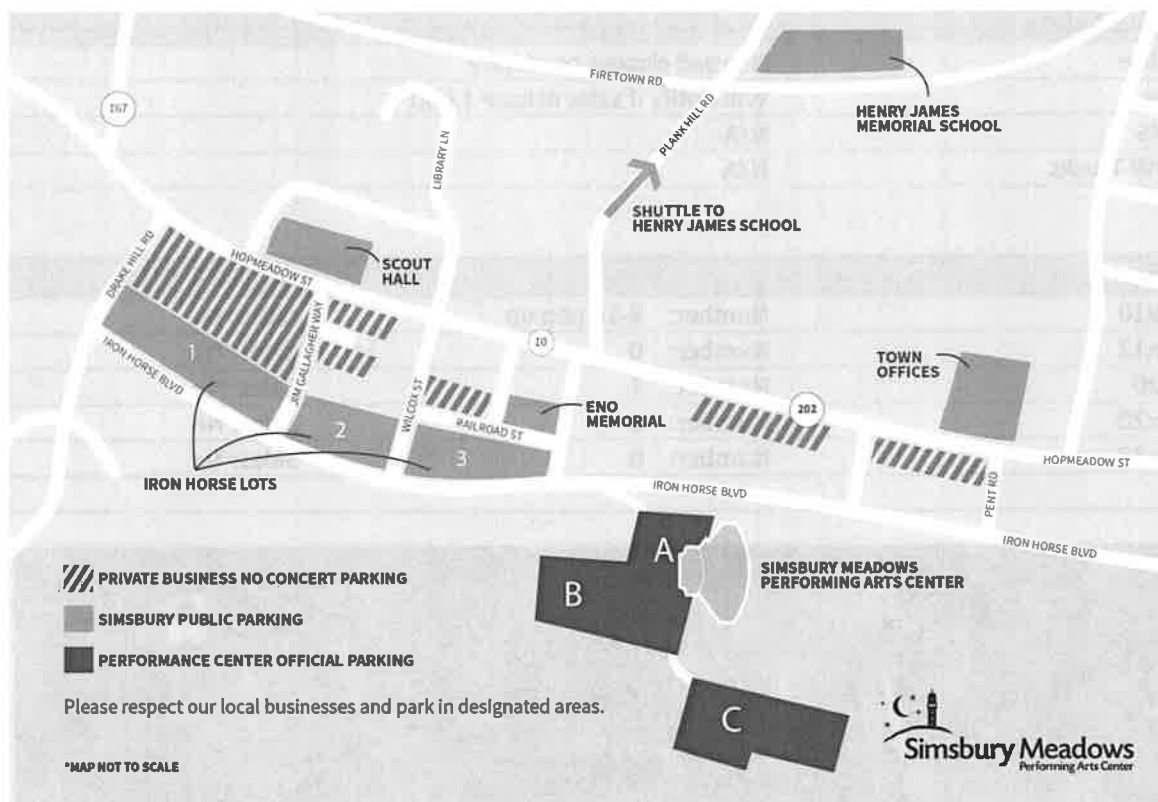 FIRETOWN RD
167
PLANK HILL RD
HENRY JAMES
MEMORIAL SCHOOL
LIBRARY LN
SHUTTLE TO
HENRY JAMES SCHOOL
DRAKE HILL RD
HOPMEADOW ST
SCOUT
HALL
1
IRON HORSE BLVD
JIM GALLAGHER WAY
10
TOWN
OFFICES
WILCOX ST
ENO
MEMORIAL
202
2
RAILROAD ST
3
HOPMEADOW ST
IRON HORSE LOTS
IRON HORSE BLVD
PENT RD
IRON HORSE BLVD
A
B
SIMSBURY MEADOWS
PERFORMING ARTS CENTER
C
PRIVATE BUSINESS NO CONCERT PARKING
SIMSBURY PUBLIC PARKING
PERFORMANCE CENTER OFFICIAL PARKING
Please respect our local businesses and park in designated areas.
*MAP NOT TO SCALE
Simsbury Meadows
Performing Arts Center